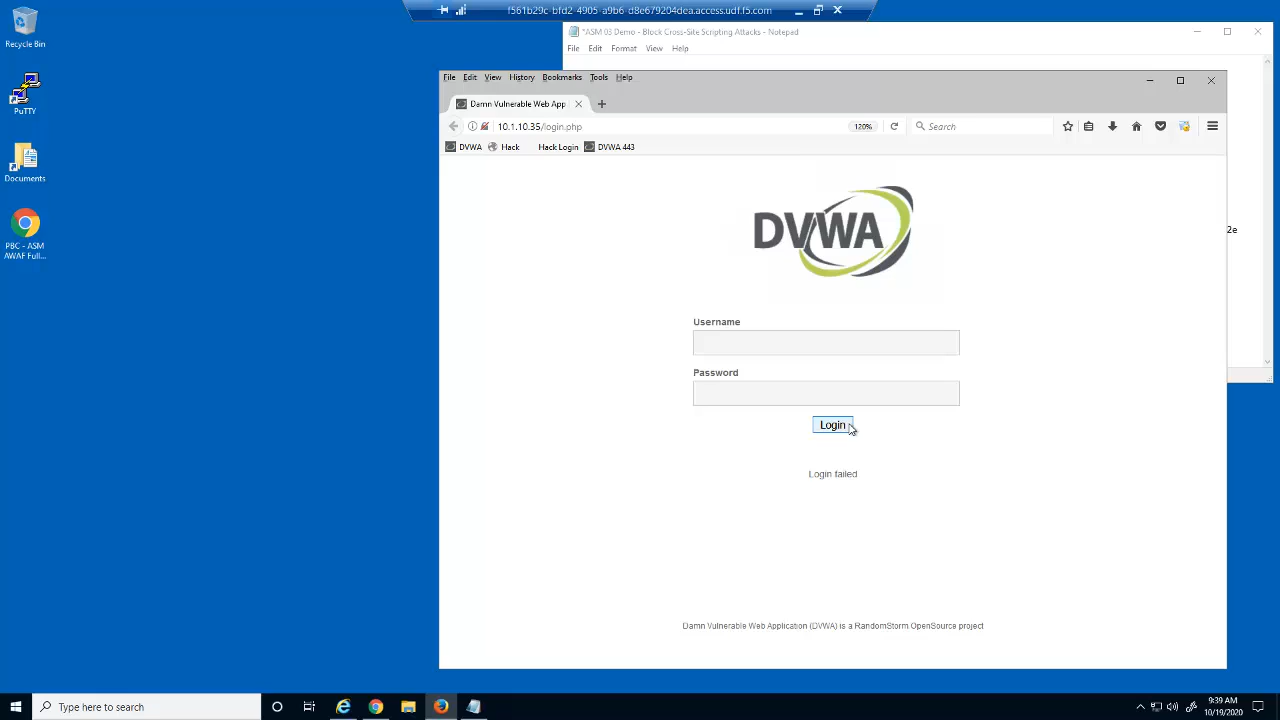 f561b29c-bfd2-4905-a9b6-d8e679204dea.access.udf.f5.com
Recycle Bin
PuTTY
Documents
PBC - ASM
AWAF Full...
*ASM 03 Demo - Block Cross-Site Scripting Attacks - Notepad
File Edit Format View Help
2e
File Edit View History Bookmarks Tools Help
Damn Vulnerable Web App
10.1.10.35/login.php 120% Search
DVWA Hack Hack Login DVWA 443
DVWA
Username
Password
Login
Login failed
Damn Vulnerable Web Application (DVWA) is a RandomStorm OpenSource project
Type here to search
9:39 AM
10/19/2020